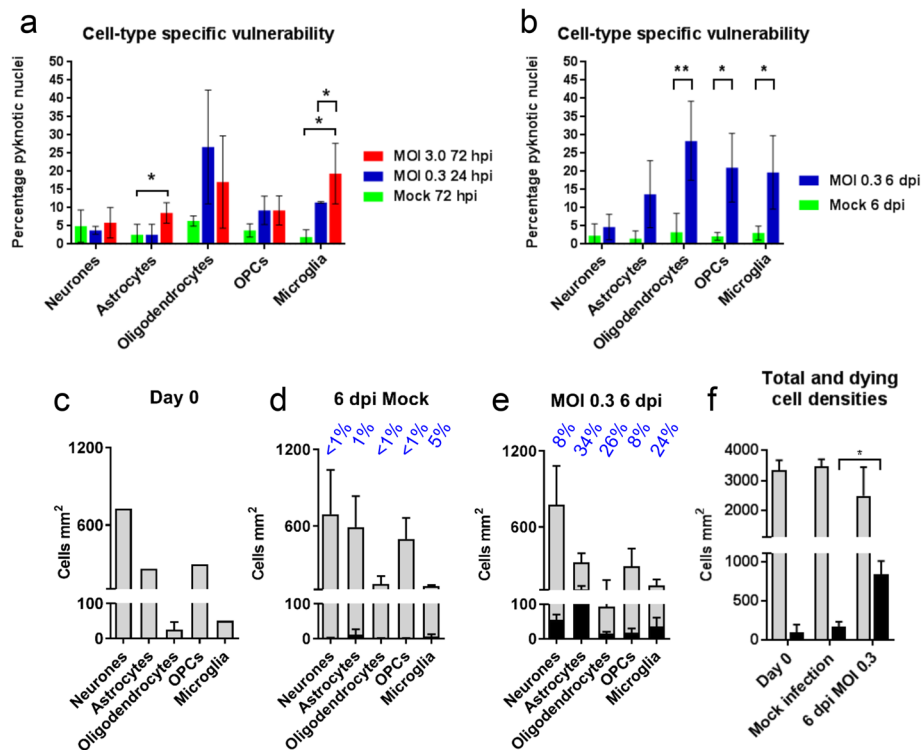 a
Cell-type specific vulnerability
Percentage pyknotic nuclei
50
45
40
35
30
25
20
15
10
5
0
*
*
*
MOI 3.0 72 hpi
MOI 0.3 24 hpi
Mock 72 hpi
Neurones
Astrocytes
Oligodendrocytes
OPCs
Microglia
b
Cell-type specific vulnerability
Percentage pyknotic nuclei
50
45
40
35
30
25
20
15
10
5
0
**
*
*
MOI 0.3 6 dpi
Mock 6 dpi
Neurones
Astrocytes
Oligodendrocytes
OPCs
Microglia
c
Day 0
Cells mm²
1200
600
100
0
Neurones
Astrocytes
Oligodendrocytes
OPCs
Microglia
d
6 dpi Mock
<1%
1%
<1%
<1%
5%
Cells mm²
1200
600
100
0
Neurones
Astrocytes
Oligodendrocytes
OPCs
Microglia
e
MOI 0.3 6 dpi
8%
34%
26%
8%
24%
Cells mm²
1200
600
100
0
Neurones
Astrocytes
Oligodendrocytes
OPCs
Microglia
f
Total and dying
cell densities
Cells mm²
4000
3000
2000
1000
500
0
*
Day 0
Mock infection
6 dpi MOI 0.3